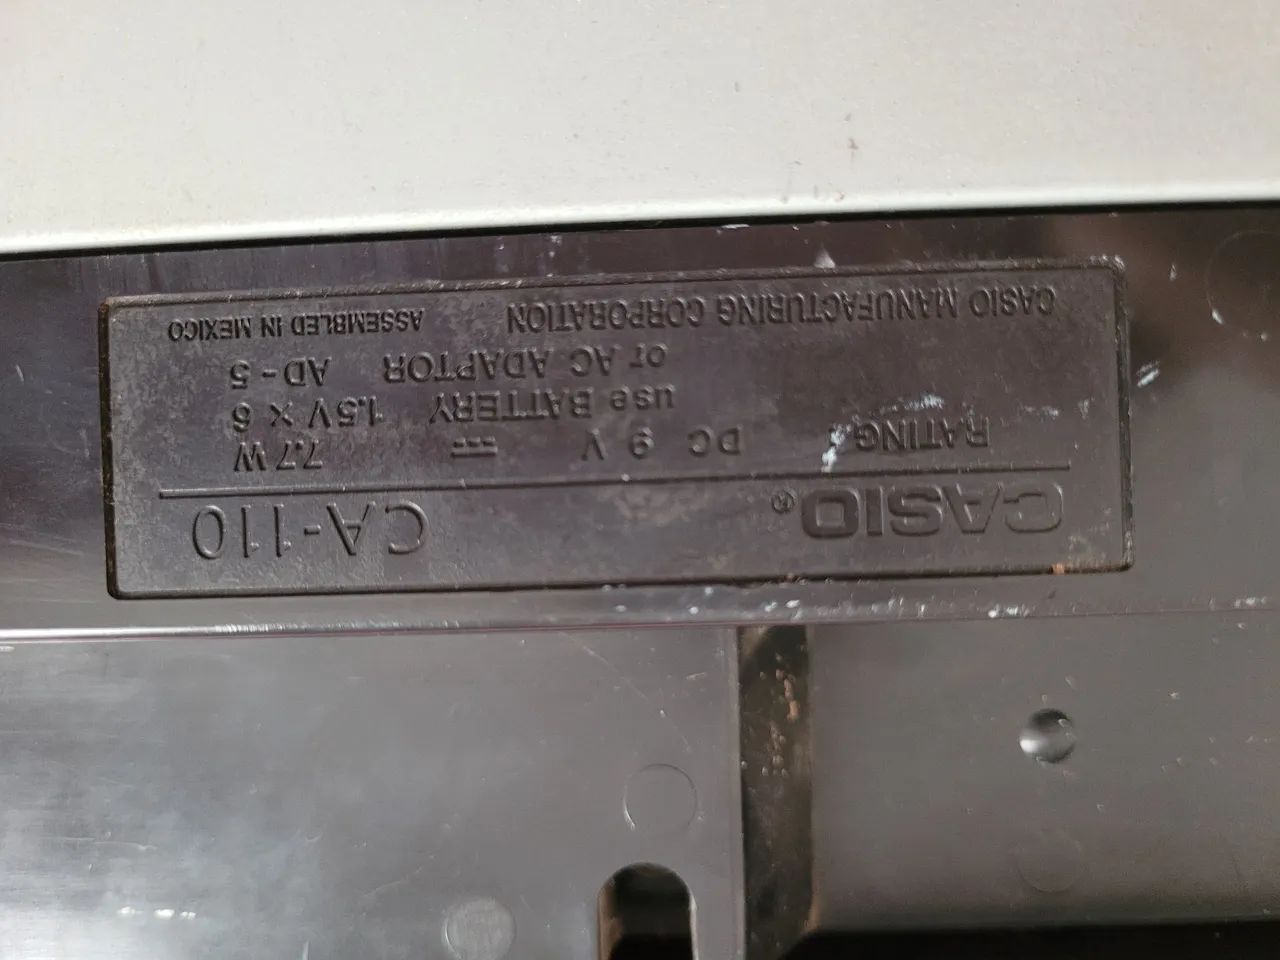 CASIO® CA-110
RATING: DC 9 V ⎓ 7.7 W
use BATTERY 1.5V × 6
or AC ADAPTOR AD-5
CASIO MANUFACTURING CORPORATION ASSEMBLED IN MEXICO